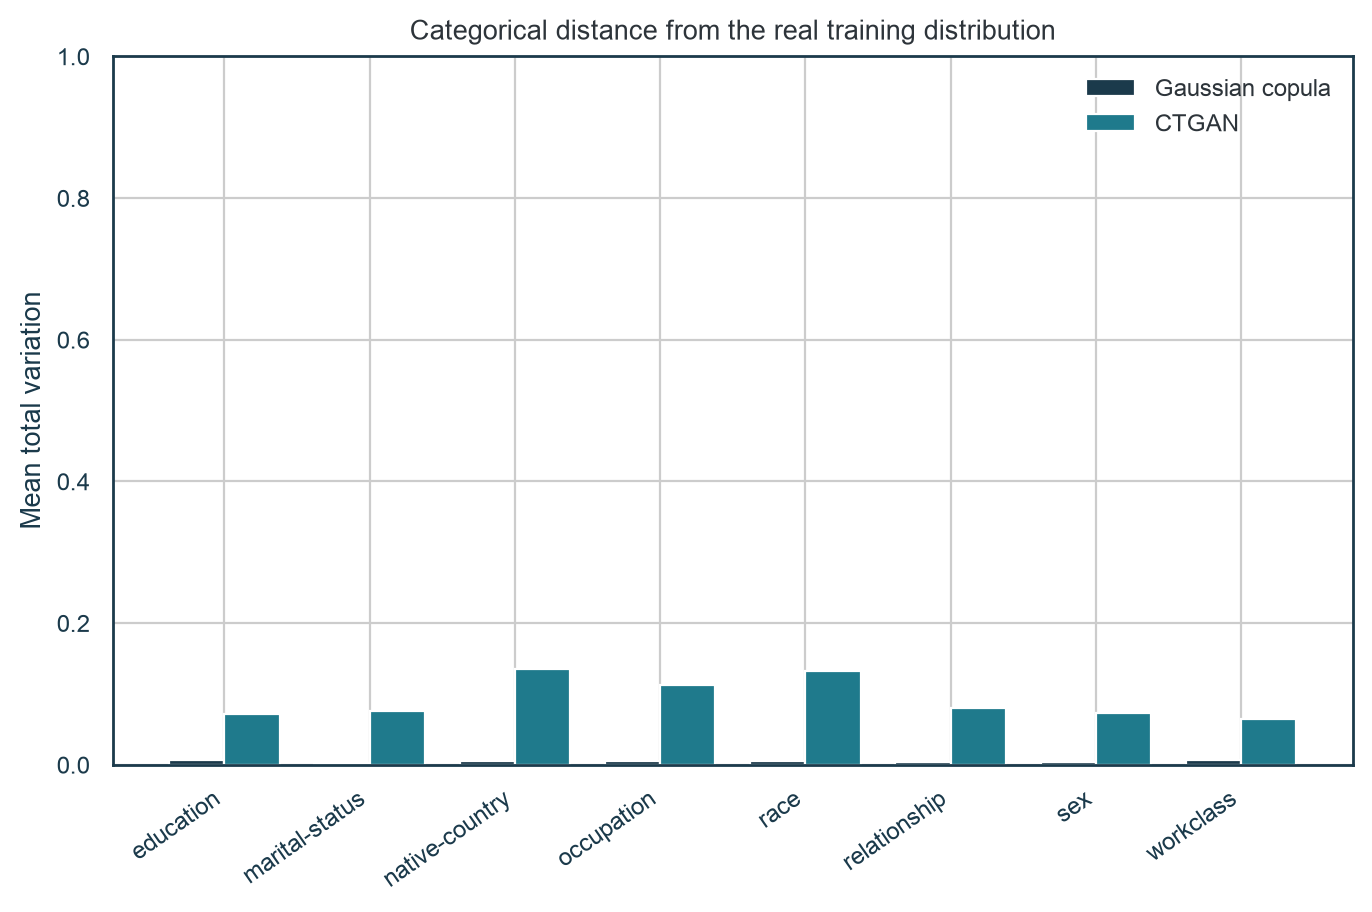 Categorical distance from the real training distribution
Gaussian copula
CTGAN
Mean total variation
1.0
0.8
0.6
0.4
0.2
0.0
education
marital-status
native-country
occupation
race
relationship
sex
workclass